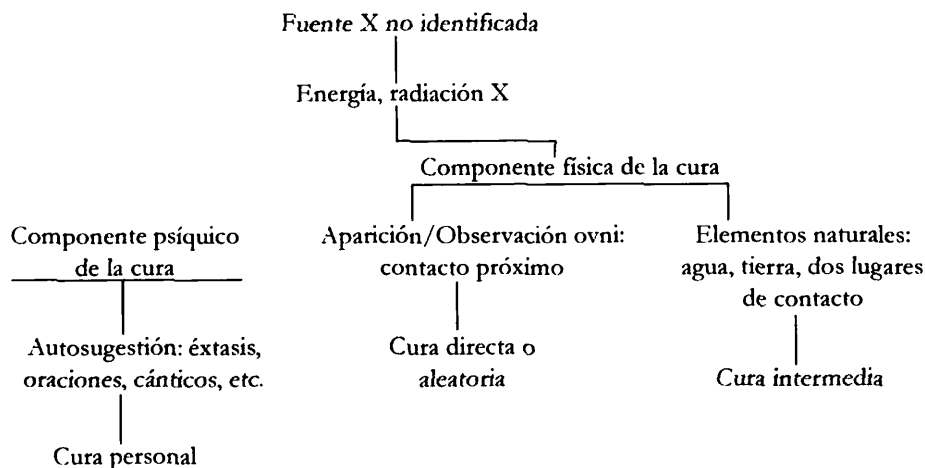 Fuente X no identificada
Energía, radiación X
Componente física de la cura
Componente psíquico
de la cura
Autosugestión: éxtasis,
oraciones, cánticos, etc.
Cura personal
Aparición/Observación ovni:
contacto próximo
Cura directa o
aleatoria
Elementos naturales:
agua, tierra, dos lugares
de contacto
Cura intermedia